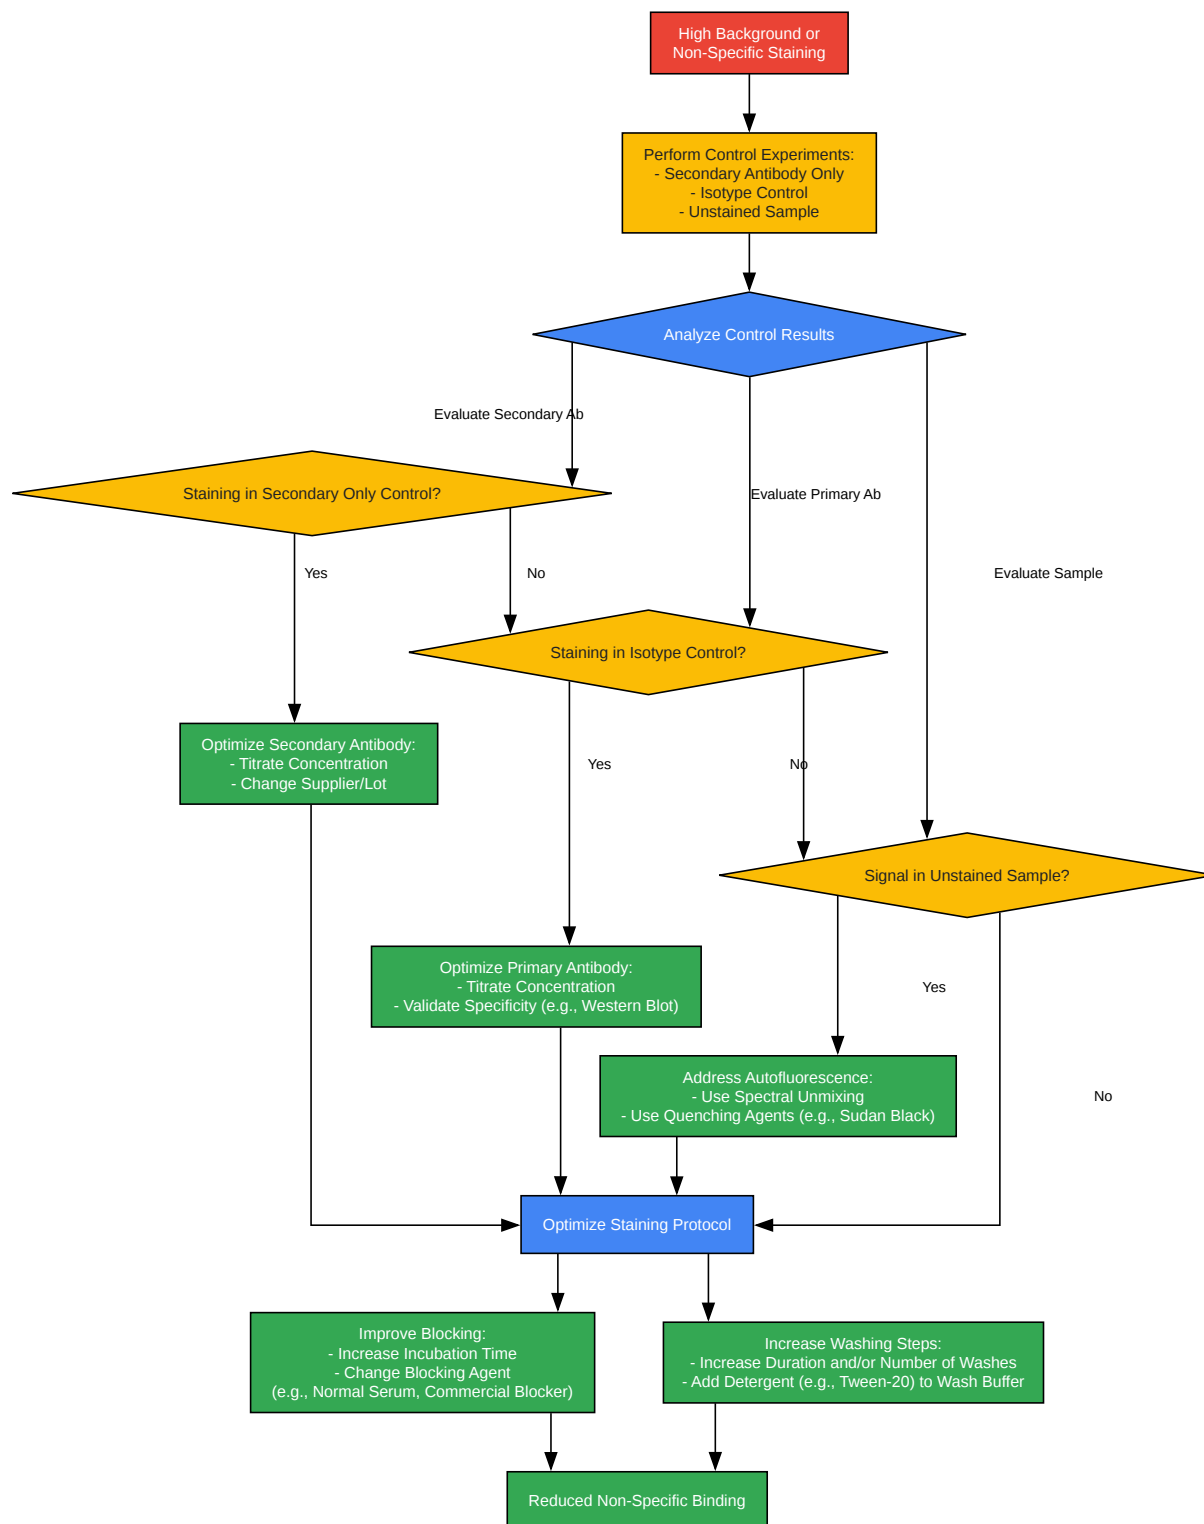 High Background or
Non-Specific Staining
Perform Control Experiments:
- Secondary Antibody Only
- Isotype Control
- Unstained Sample
Analyze Control Results
Evaluate Secondary Ab
Staining in Secondary Only Control?
Evaluate Primary Ab
Yes
No
Evaluate Sample
Staining in Isotype Control?
Optimize Secondary Antibody:
- Titrate Concentration
- Change Supplier/Lot
Yes
No
Signal in Unstained Sample?
Optimize Primary Antibody:
- Titrate Concentration
- Validate Specificity (e.g., Western Blot)
Yes
Address Autofluorescence:
- Use Spectral Unmixing
- Use Quenching Agents (e.g., Sudan Black)
No
Optimize Staining Protocol
Improve Blocking:
- Increase Incubation Time
- Change Blocking Agent
(e.g., Normal Serum, Commercial Blocker)
Increase Washing Steps:
- Increase Duration and/or Number of Washes
- Add Detergent (e.g., Tween-20) to Wash Buffer
Reduced Non-Specific Binding